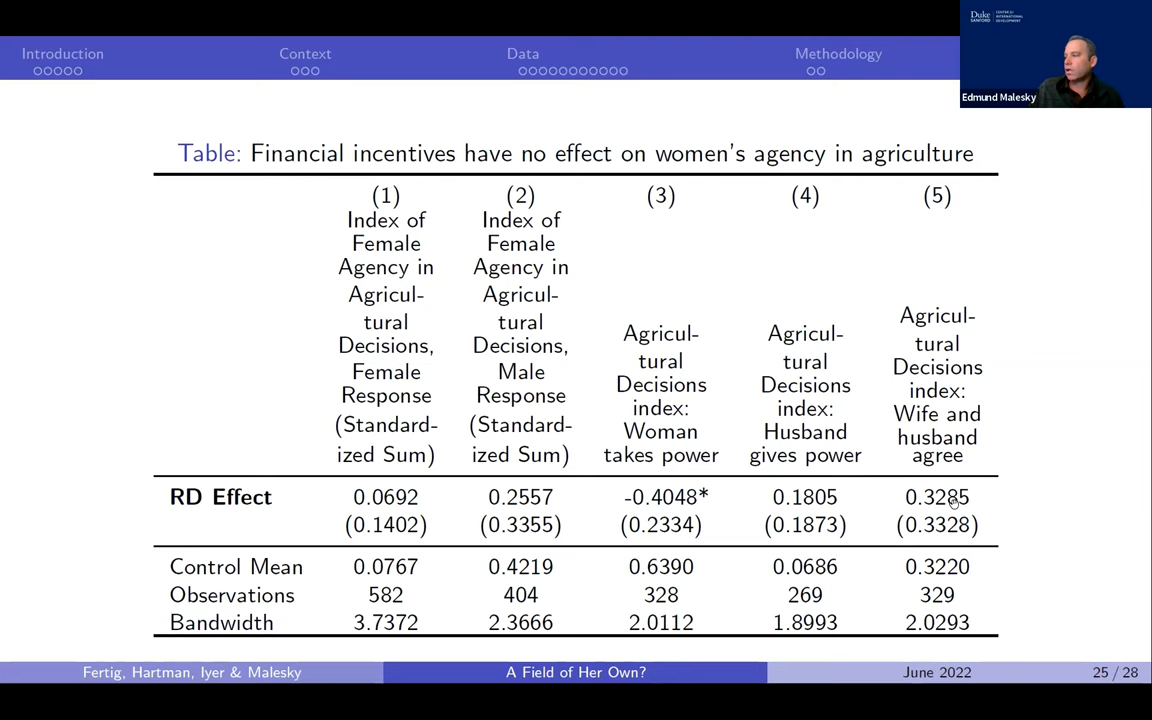 Duke
SANFORD
CENTER for
INTERNATIONAL
DEVELOPMENT
Edmund Malesky
Introduction Context Data Methodology
Table: Financial incentives have no effect on women's agency in agriculture
(1) (2) (3) (4) (5)
Index of Female Agency in Agricul-tural Decisions, Female Response (Standard-ized Sum)
Index of Female Agency in Agricul-tural Decisions, Male Response (Standard-ized Sum)
Agricul-tural Decisions index: Woman takes power
Agricul-tural Decisions index: Husband gives power
Agricul-tural Decisions index: Wife and husband agree
RD Effect 0.0692 0.2557 -0.4048* 0.1805 0.3285
(0.1402) (0.3355) (0.2334) (0.1873) (0.3328)
Control Mean 0.0767 0.4219 0.6390 0.0686 0.3220
Observations 582 404 328 269 329
Bandwidth 3.7372 2.3666 2.0112 1.8993 2.0293
Fertig, Hartman, Iyer & Malesky A Field of Her Own? June 2022 25 / 28